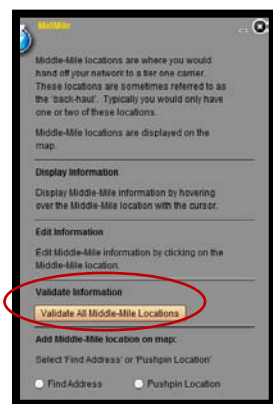 MidMile
Middle-Mile locations are where you would
hand off your network to a tier one carrier.
These locations are sometimes referred to as
the 'back-haul'. Typically you would only have
one or two of these locations.
Middle-Mile locations are displayed on the
map.
Display Information
Display Middle-Mile information by hovering
over the Middle-Mile location with the cursor.
Edit Information
Edit Middle-Mile information by clicking on the
Middle-Mile location.
Validate Information
Validate All Middle-Mile Locations
Add Middle-Mile location on map:
Select 'Find Address' or 'Pushpin Location'
Find Address Pushpin Location